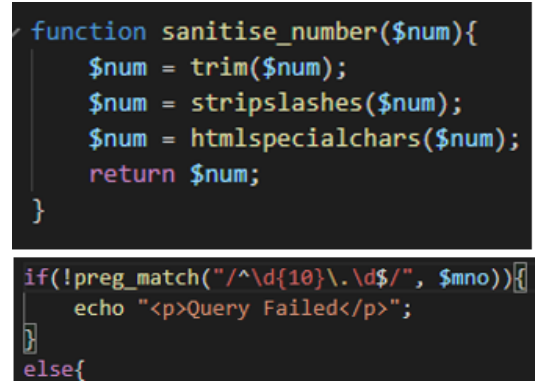 function sanitise_number($num){
$num = trim($num);
$num = stripslashes($num);
$num = htmlspecialchars($num);
return $num;
}
if(!preg_match("/^\d{10}\.\d$/", $mno)){
echo "<p>Query Failed</p>";
}
else{